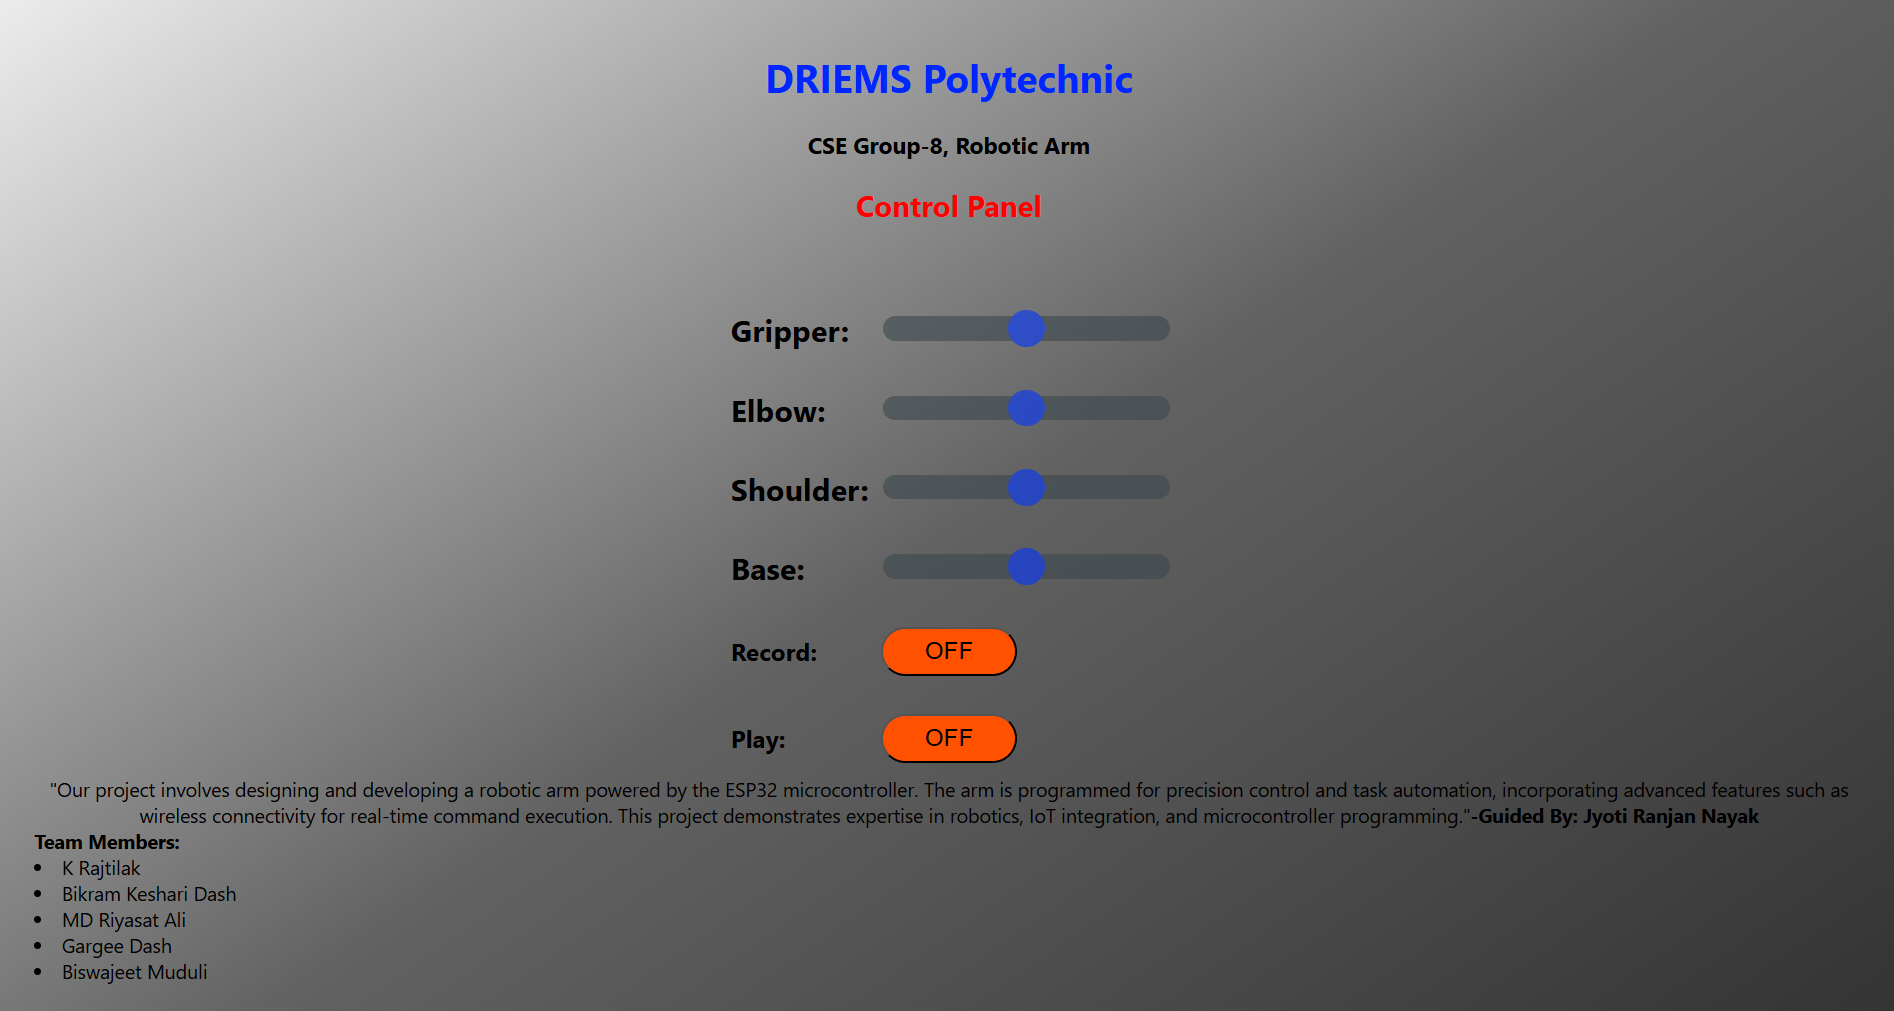 DRIEMS Polytechnic
CSE Group-8, Robotic Arm
Control Panel
Gripper:
Elbow:
Shoulder:
Base:
Record: OFF
Play: OFF
"Our project involves designing and developing a robotic arm powered by the ESP32 microcontroller. The arm is programmed for precision control and task automation, incorporating advanced features such as
wireless connectivity for real-time command execution. This project demonstrates expertise in robotics, IoT integration, and microcontroller programming."-Guided By: Jyoti Ranjan Nayak
Team Members:
• K Rajtilak
• Bikram Keshari Dash
• MD Riyasat Ali
• Gargee Dash
• Biswajeet Muduli